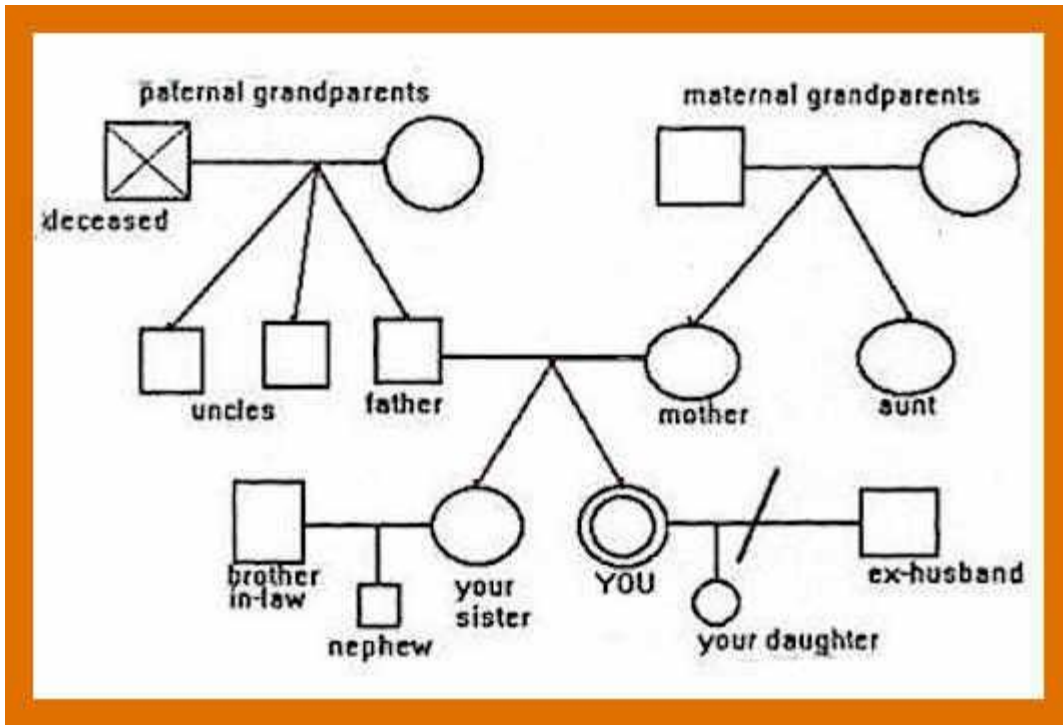 paternal grandparents
maternal grandparents
deceased
uncles
father
mother
aunt
brother
in-law
nephew
your
sister
YOU
your daughter
ex-husband